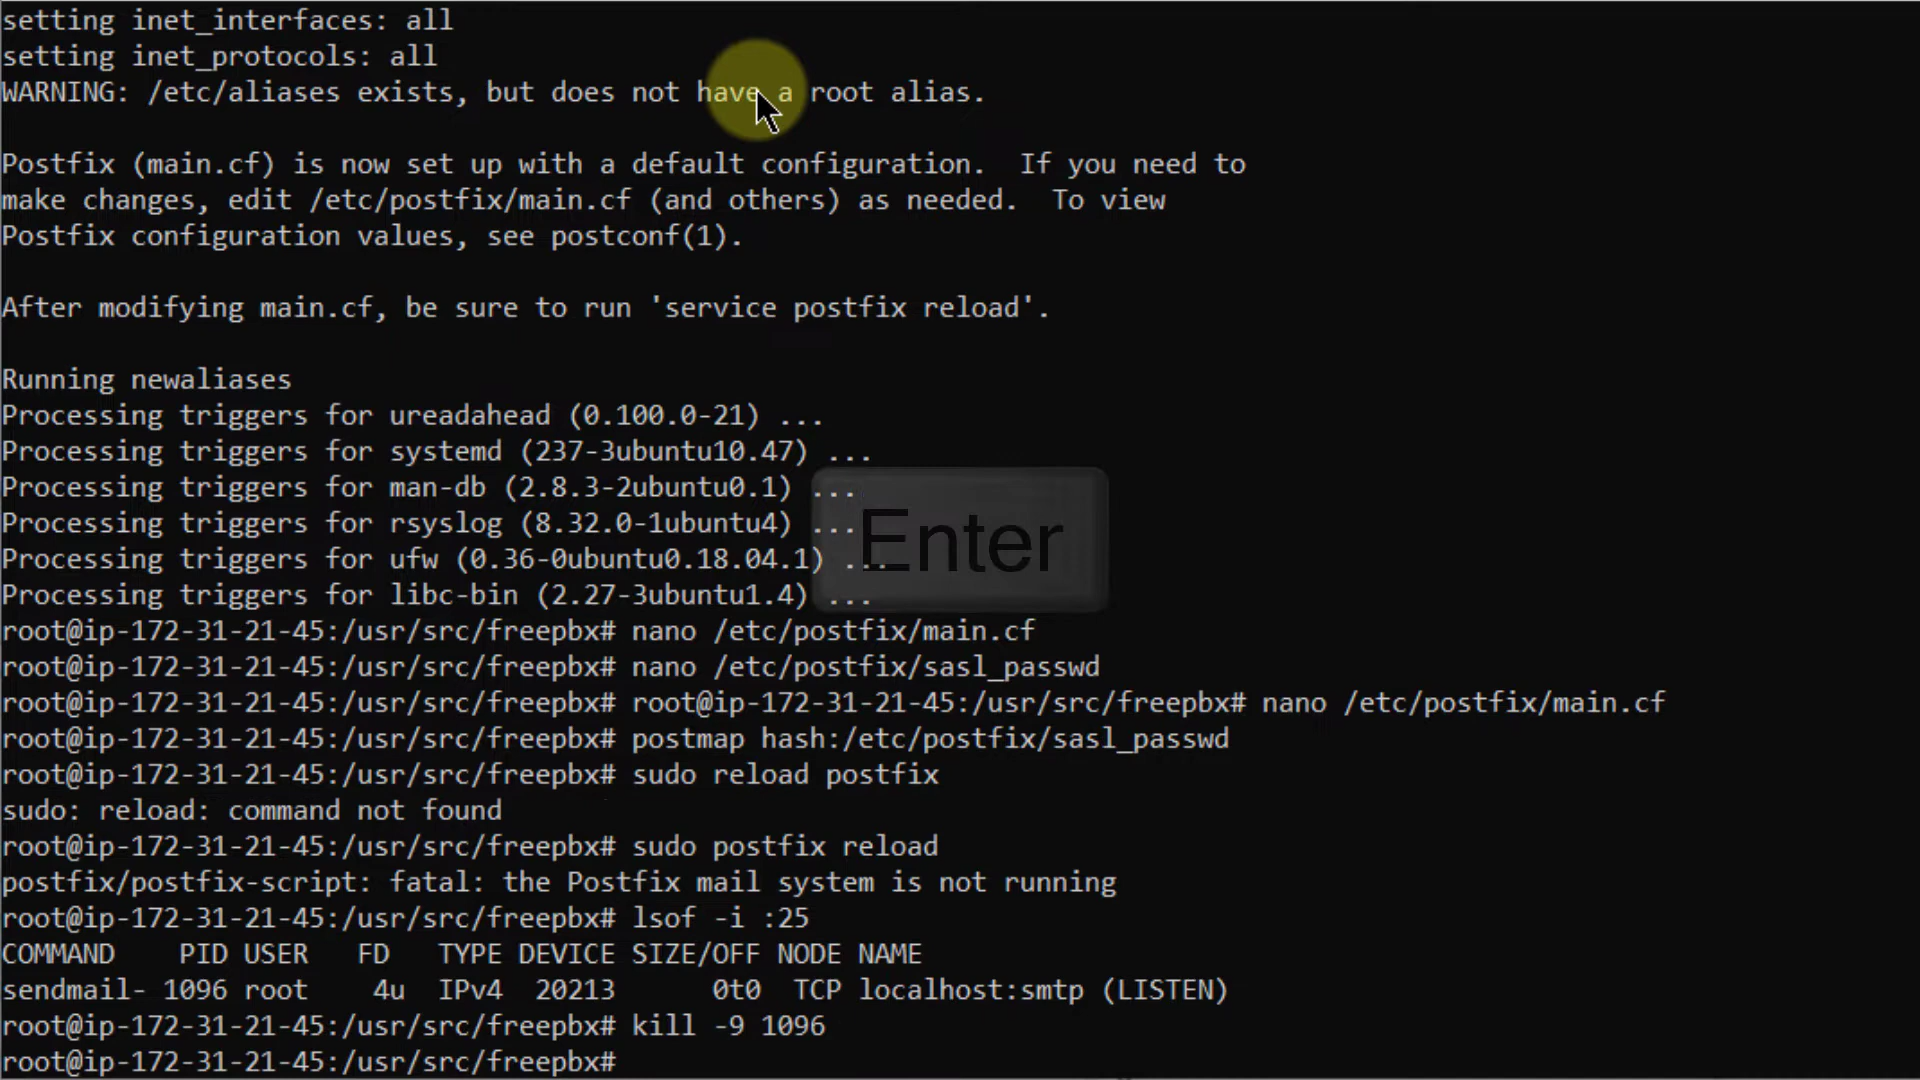 setting inet_interfaces: all
setting inet_protocols: all
WARNING: /etc/aliases exists, but does not have a root alias.
Postfix (main.cf) is now set up with a default configuration.  If you need to
make changes, edit /etc/postfix/main.cf (and others) as needed.  To view
Postfix configuration values, see postconf(1).
After modifying main.cf, be sure to run 'service postfix reload'.
Running newaliases
Processing triggers for ureadahead (0.100.0-21) ...
Processing triggers for systemd (237-3ubuntu10.47) ...
Processing triggers for man-db (2.8.3-2ubuntu0.1) ...
Processing triggers for rsyslog (8.32.0-1ubuntu4) ...
Enter
Processing triggers for ufw (0.36-0ubuntu0.18.04.1) ...
Processing triggers for libc-bin (2.27-3ubuntu1.4) ...
root@ip-172-31-21-45:/usr/src/freepbx# nano /etc/postfix/main.cf
root@ip-172-31-21-45:/usr/src/freepbx# nano /etc/postfix/sasl_passwd
root@ip-172-31-21-45:/usr/src/freepbx# root@ip-172-31-21-45:/usr/src/freepbx# nano /etc/postfix/main.cf
root@ip-172-31-21-45:/usr/src/freepbx# postmap hash:/etc/postfix/sasl_passwd
root@ip-172-31-21-45:/usr/src/freepbx# sudo reload postfix
sudo: reload: command not found
root@ip-172-31-21-45:/usr/src/freepbx# sudo postfix reload
postfix/postfix-script: fatal: the Postfix mail system is not running
root@ip-172-31-21-45:/usr/src/freepbx# lsof -i :25
COMMAND    PID USER   FD   TYPE DEVICE SIZE/OFF NODE NAME
sendmail- 1096 root    4u  IPv4  20213      0t0  TCP localhost:smtp (LISTEN)
root@ip-172-31-21-45:/usr/src/freepbx# kill -9 1096
root@ip-172-31-21-45:/usr/src/freepbx#